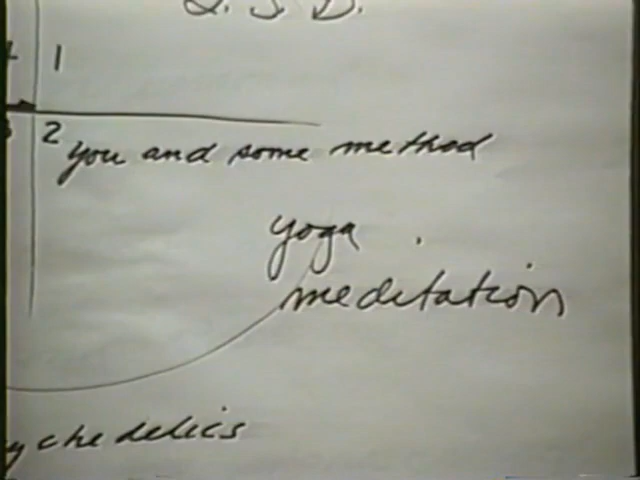 L. S. D.
1
2 you and some method
yoga
meditation
ychedelics